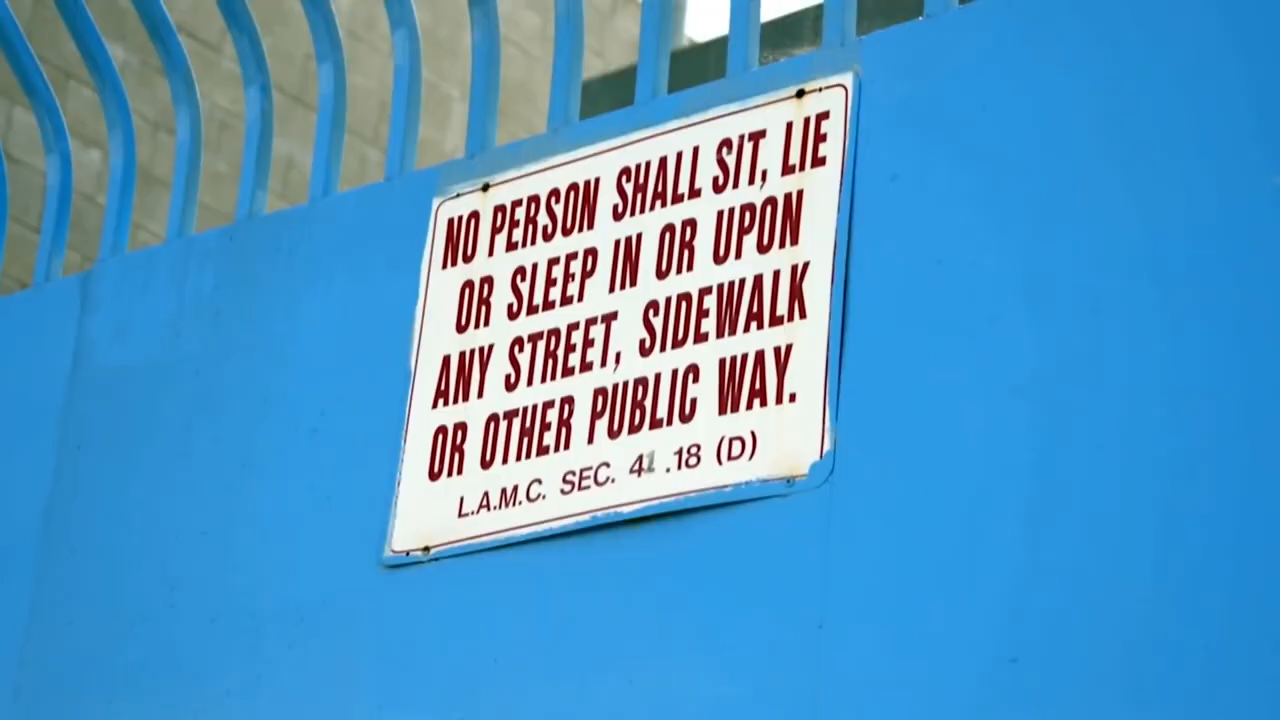 NO PERSON SHALL SIT, LIE
OR SLEEP IN OR UPON
ANY STREET, SIDEWALK
OR OTHER PUBLIC WAY.
L.A.M.C. SEC. 41.18 (D)